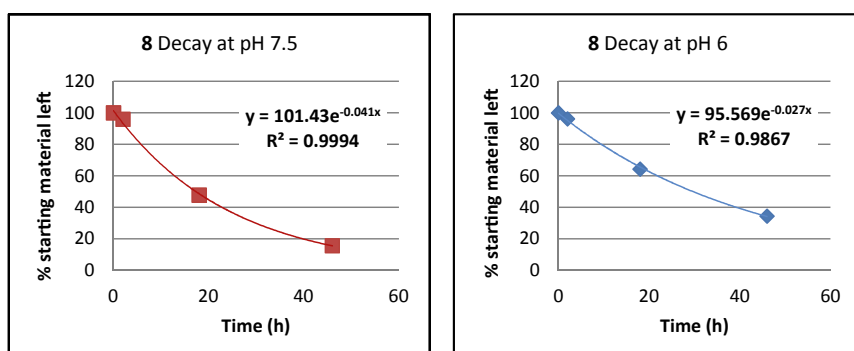 8 Decay at pH 7.5
% starting material left
120
100
80
60
40
20
0
y = 101.43e^-0.041x
R² = 0.9994
0
20
40
60
Time (h)
8 Decay at pH 6
% starting material left
120
100
80
60
40
20
0
y = 95.569e^-0.027x
R² = 0.9867
0
20
40
60
Time (h)